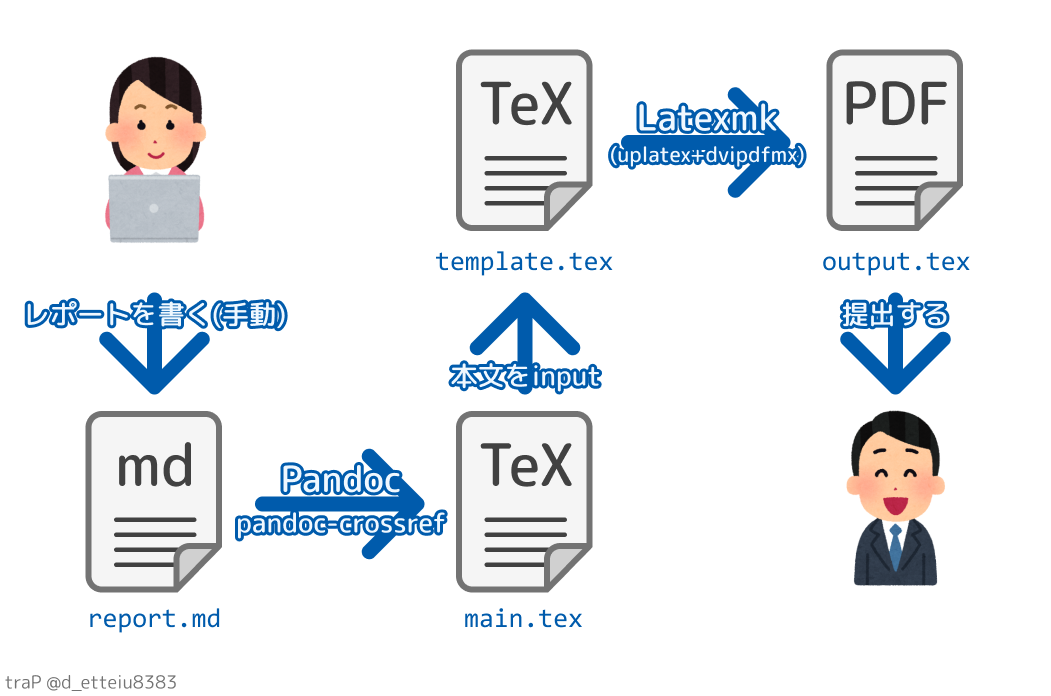 レポートを書く(手動)
md
report.md
Pandoc
pandoc-crossref
TeX
main.tex
本文をinput
TeX
template.tex
Latexmk
(uplatex+dvipdfmx)
PDF
output.tex
提出する
traP @d_etteiu8383